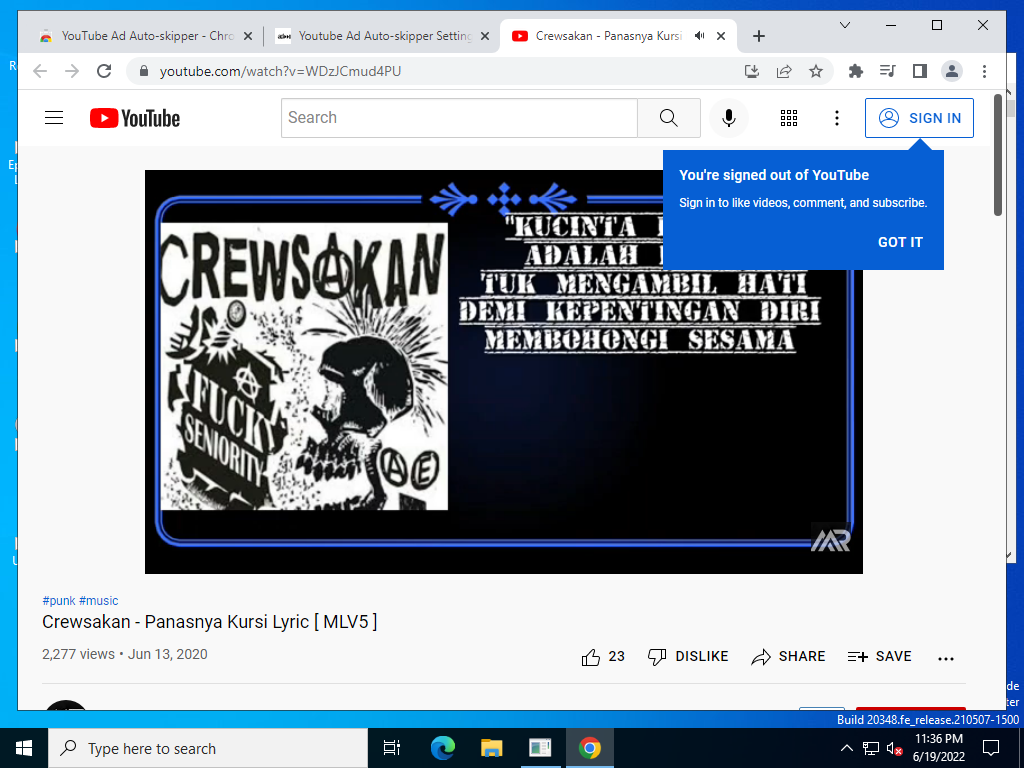 YouTube Ad Auto-skipper - Chro
Youtube Ad Auto-skipper Setting
Crewsakan - Panasnya Kursi
youtube.com/watch?v=WDzJCmud4PU
YouTube
Search
SIGN IN
You're signed out of YouTube
Sign in to like videos, comment, and subscribe.
GOT IT
"KUCINTA
ADALAH
TUK MENGAMBIL HATI
DEMI KEPENTINGAN DIRI
MEMBOHONGI SESAMA
CREWSAKAN
FUCK
SENIORITY
A E
MR
#punk #music
Crewsakan - Panasnya Kursi Lyric [ MLV5 ]
2,277 views • Jun 13, 2020
23
DISLIKE
SHARE
SAVE
Build 20348.fe_release.210507-1500
Type here to search
11:36 PM
6/19/2022